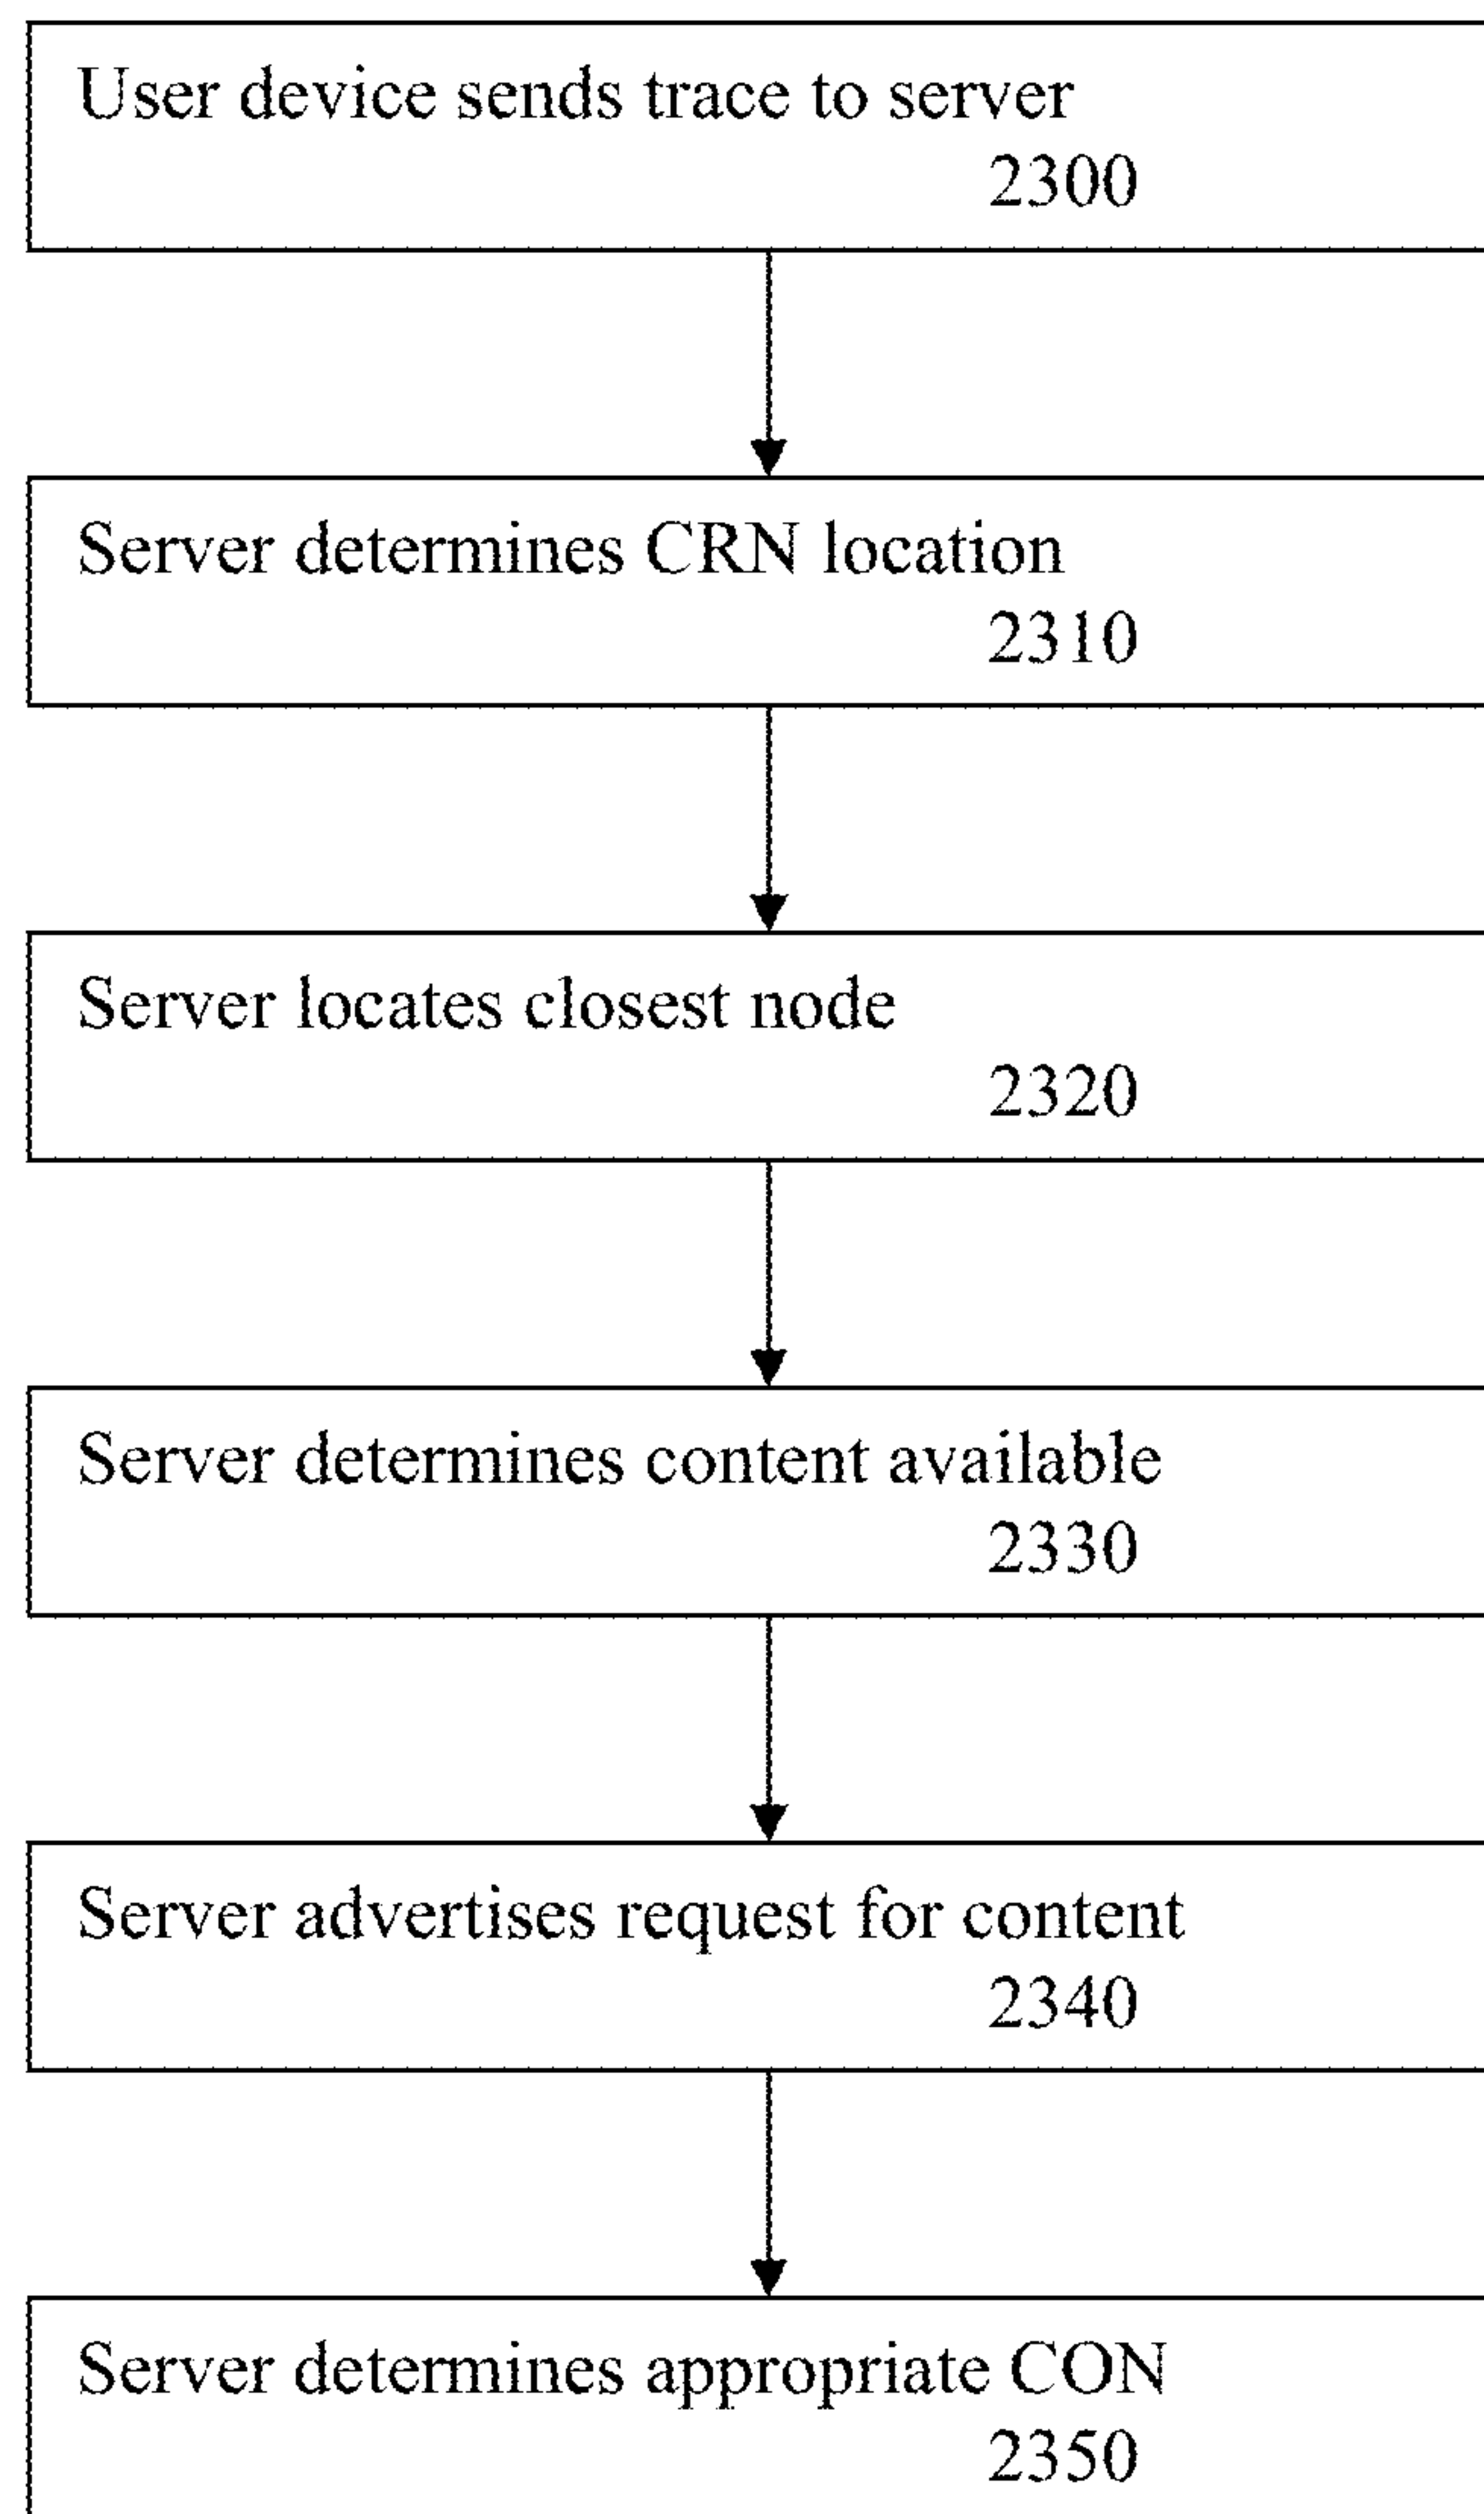 User device sends trace to server
2300
Server determines CRN location
2310
Server locates closest node
2320
Server determines content available
2330
Server advertises request for content
2340
Server determines appropriate CON
2350